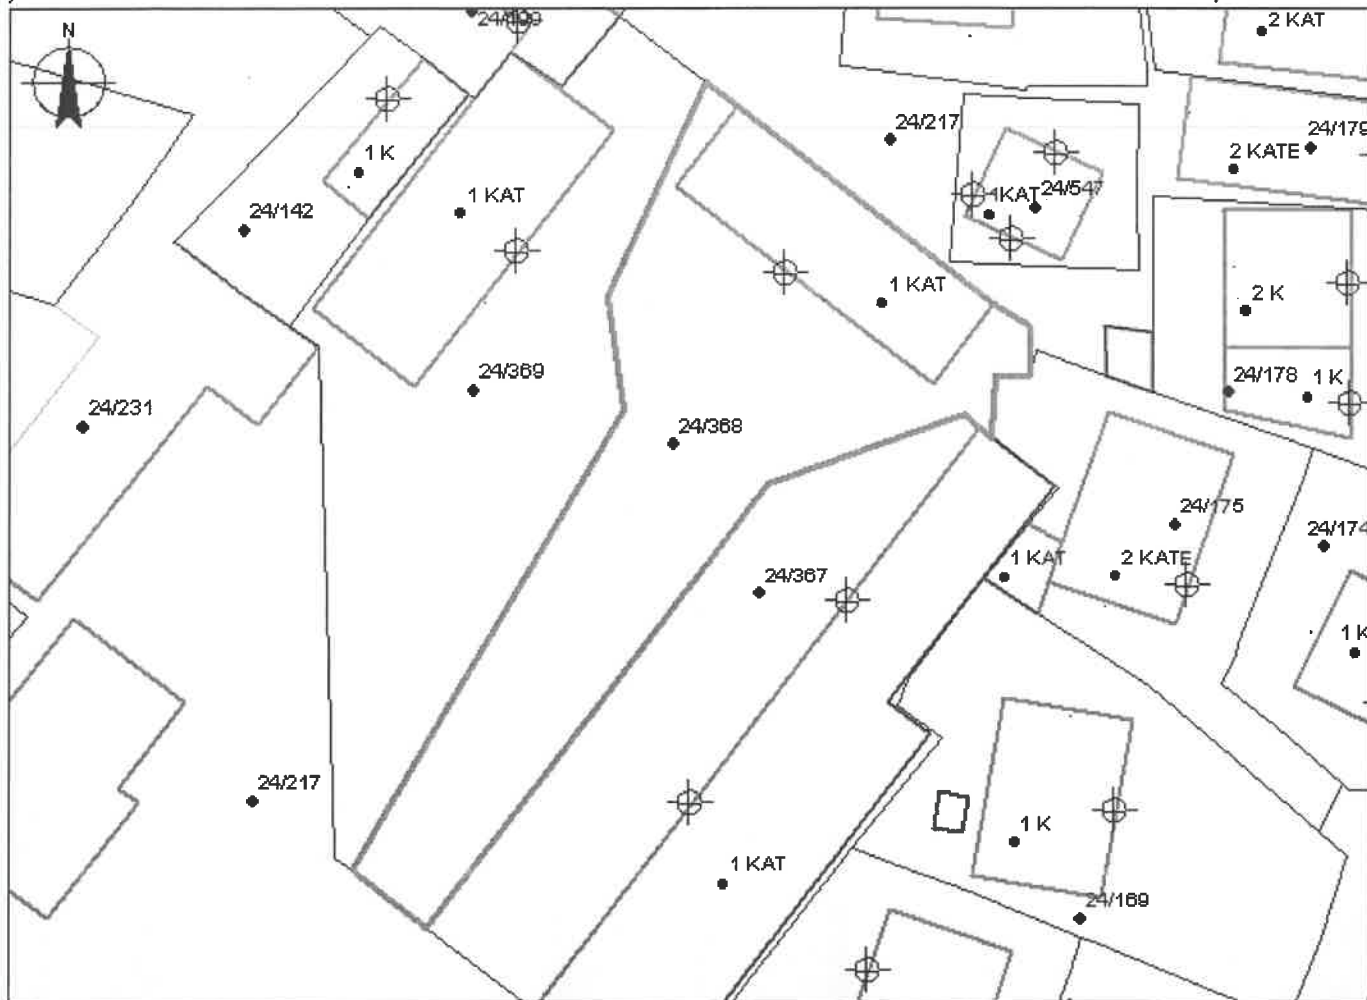 N
2 KAT
24/217
24/179
1 K
2 KATE
1 KAT
24/547
1KAT
24/142
1 KAT
2 K
24/369
24/178
1 K
24/231
24/368
24/175
24/174
1 KAT
2 KATE
24/367
1 K
24/217
1 K
1 KAT
24/169